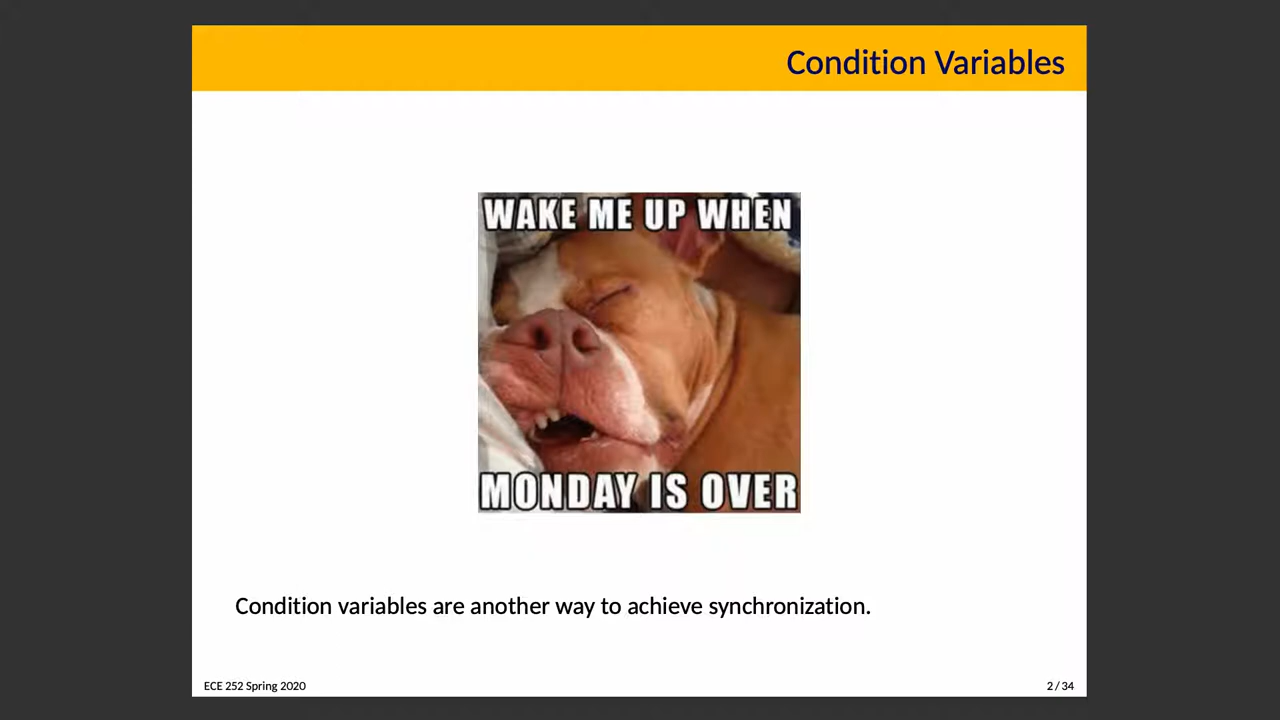 Condition Variables
WAKE ME UP WHEN
MONDAY IS OVER
Condition variables are another way to achieve synchronization.
ECE 252 Spring 2020
2 / 34